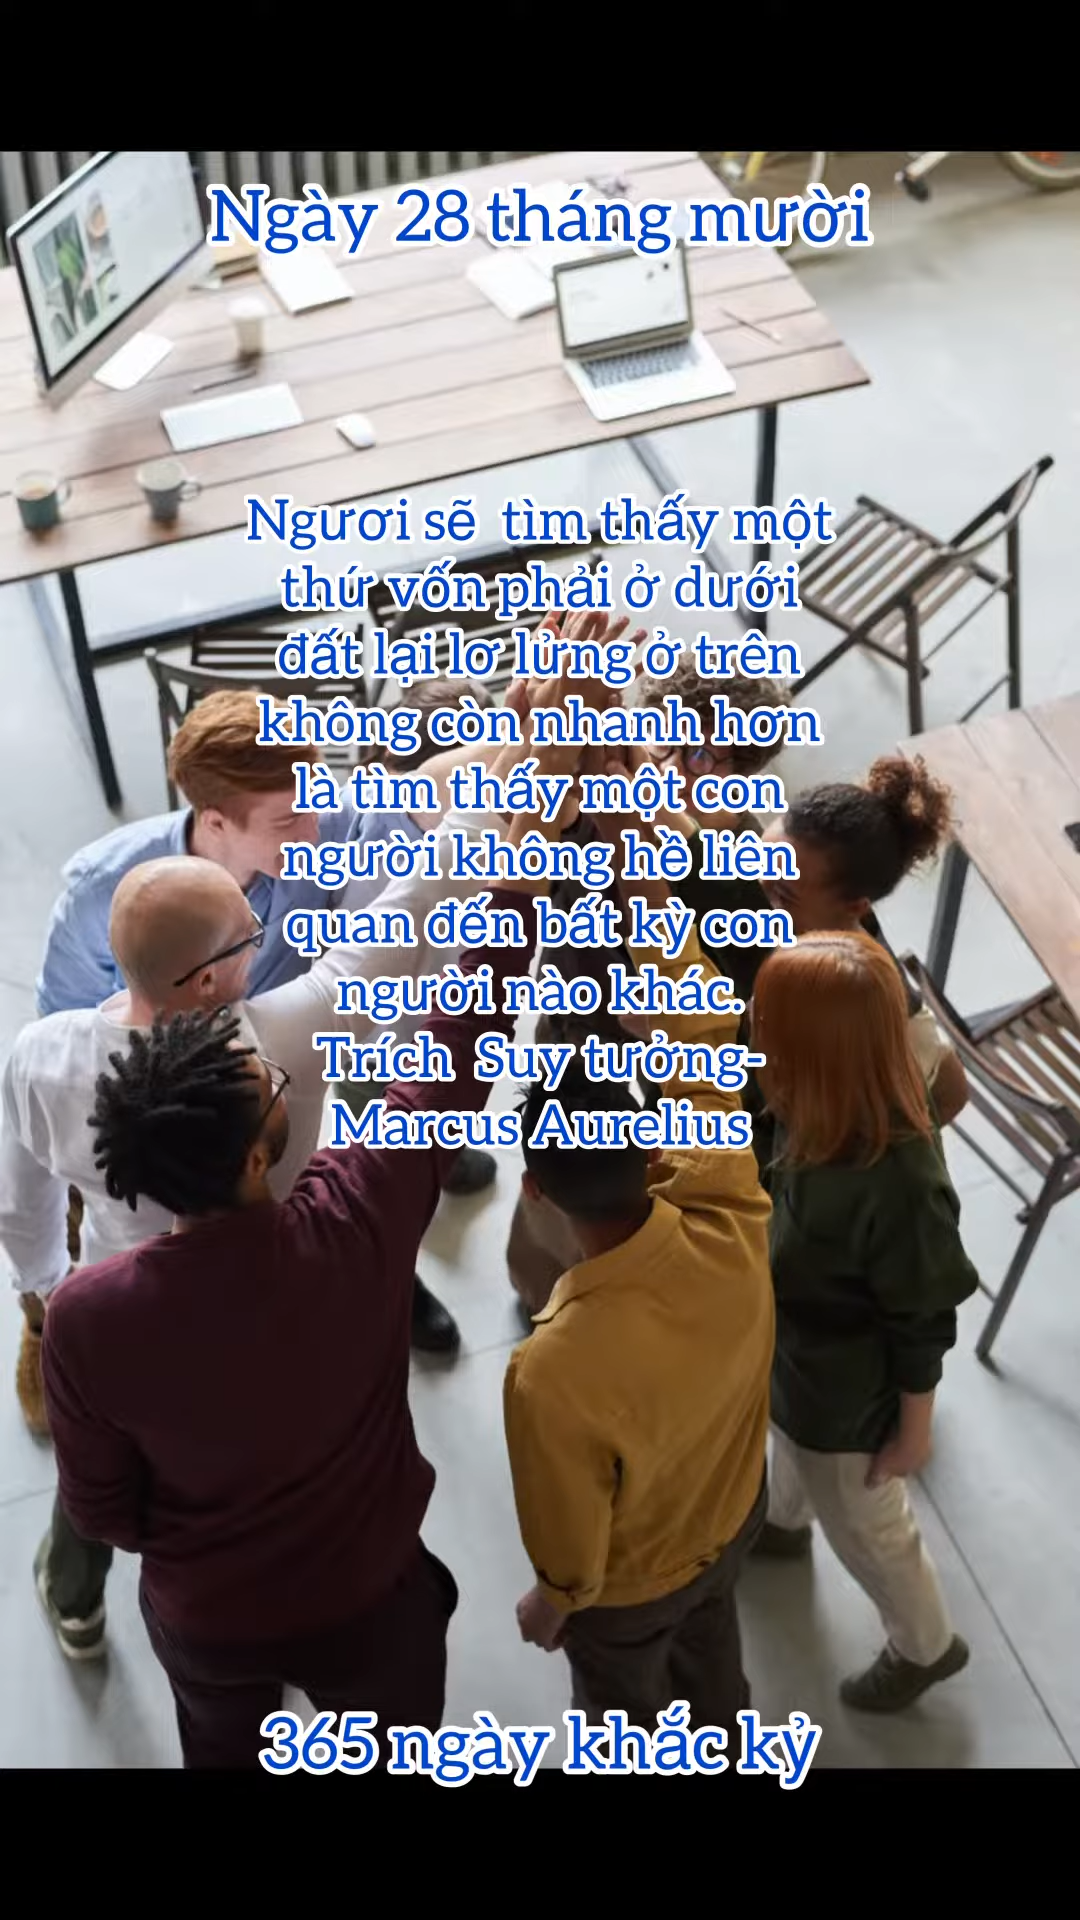 Ngày 28 tháng mười
Ngươi sẽ tìm thấy một
thứ vốn phải ở dưới
đất lại lơ lửng ở trên
không còn nhanh hơn
là tìm thấy một con
người không hề liên
quan đến bất kỳ con
người nào khác.
Trích Suy tưởng-
Marcus Aurelius
365 ngày khắc kỷ